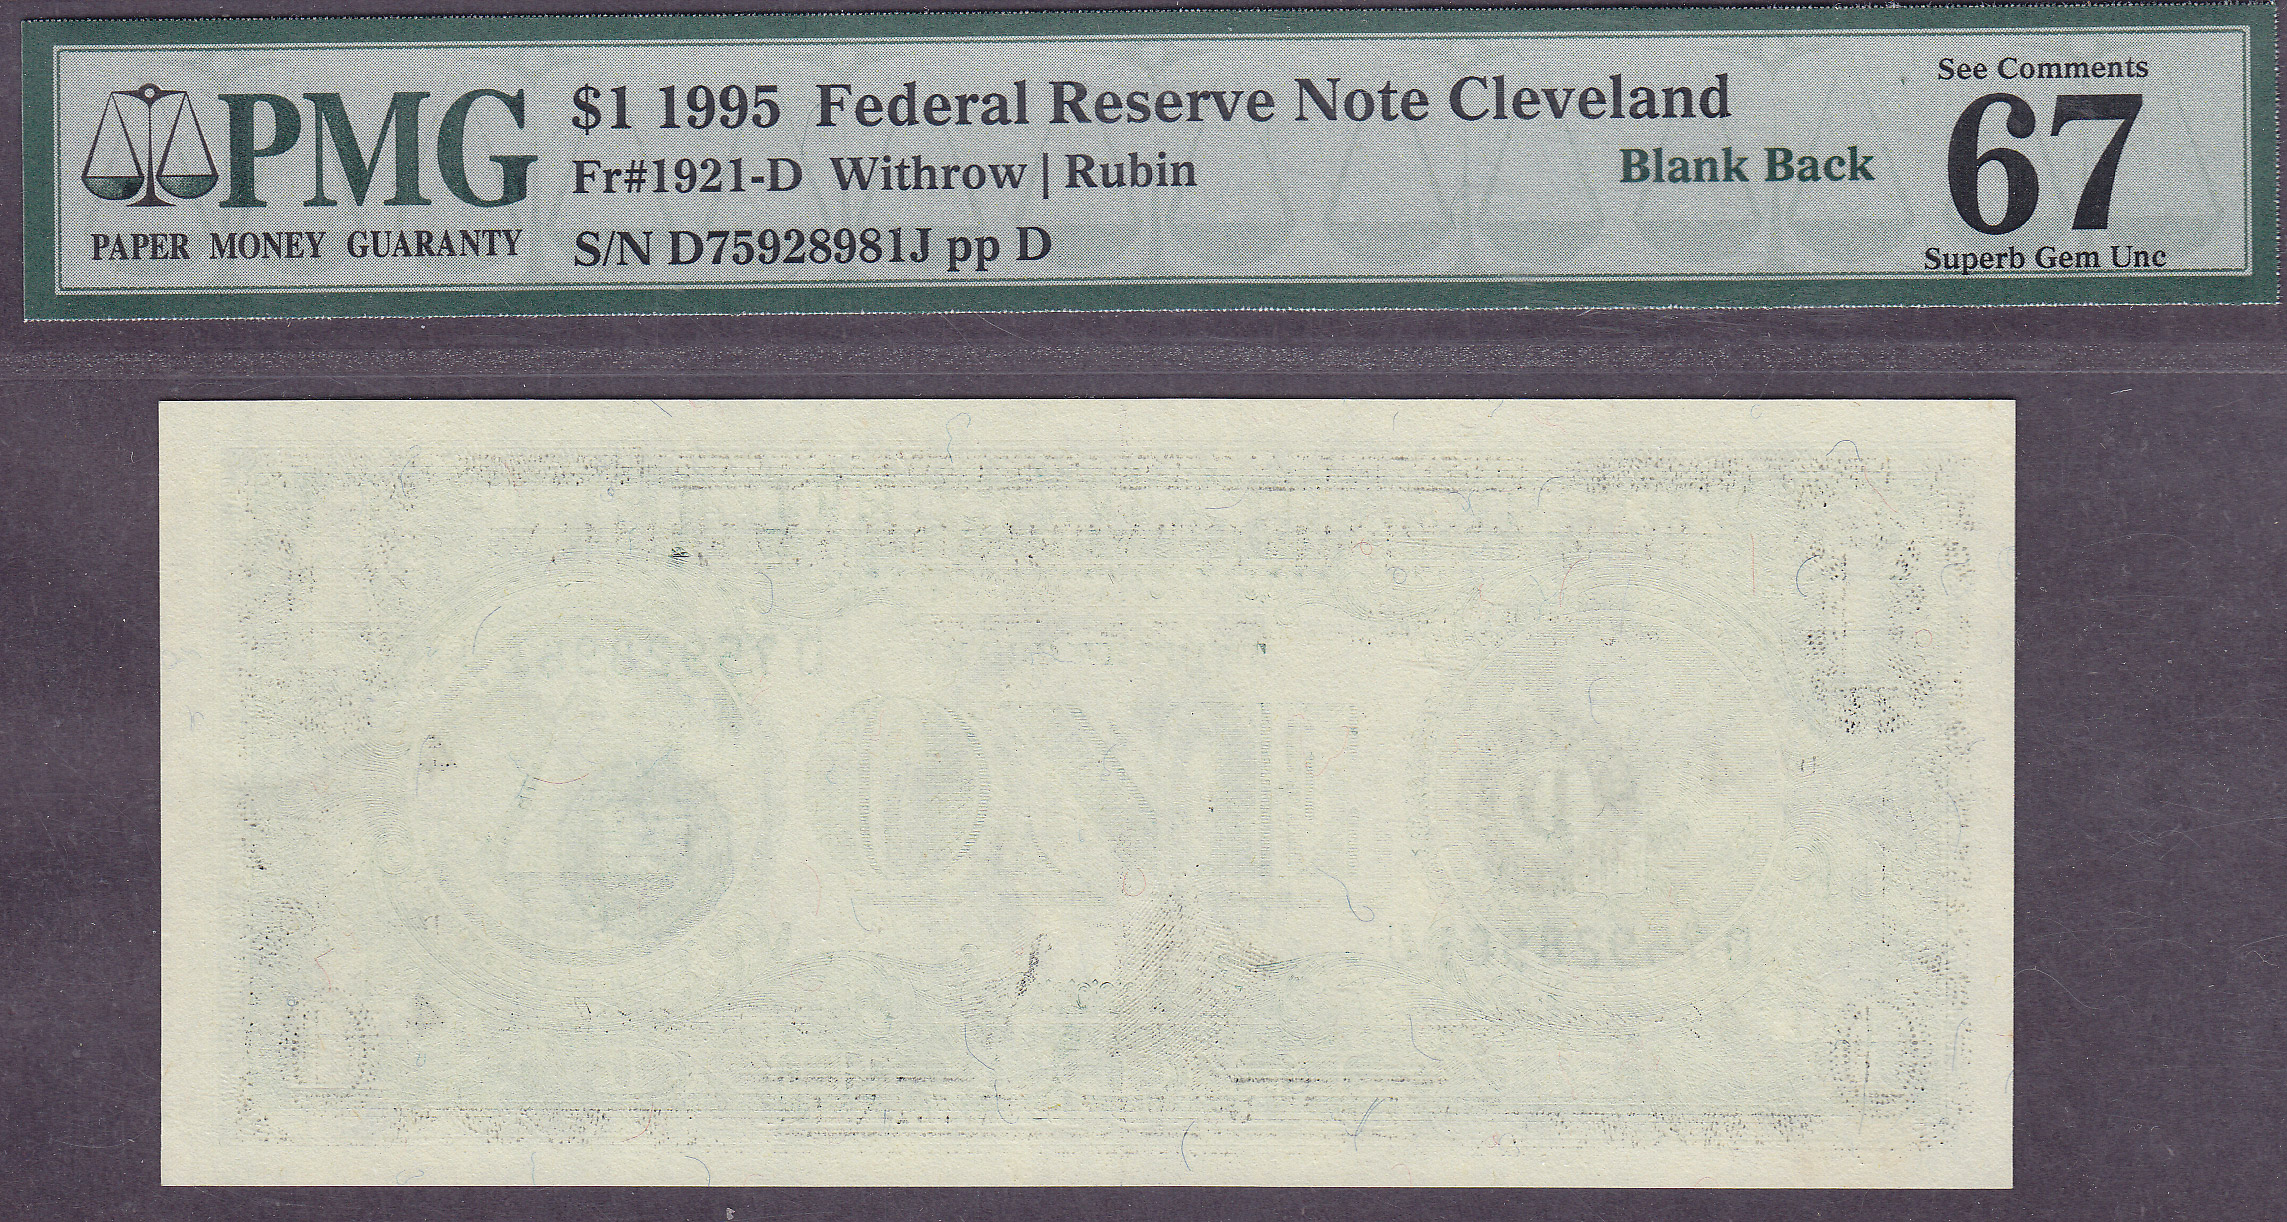 See Comments
PMG
$1 1995 Federal Reserve Note Cleveland
67
Fr#1921-D Withrow | Rubin
Blank Back
PAPER MONEY GUARANTY
S/N D75928981J pp D
Superb Gem Unc